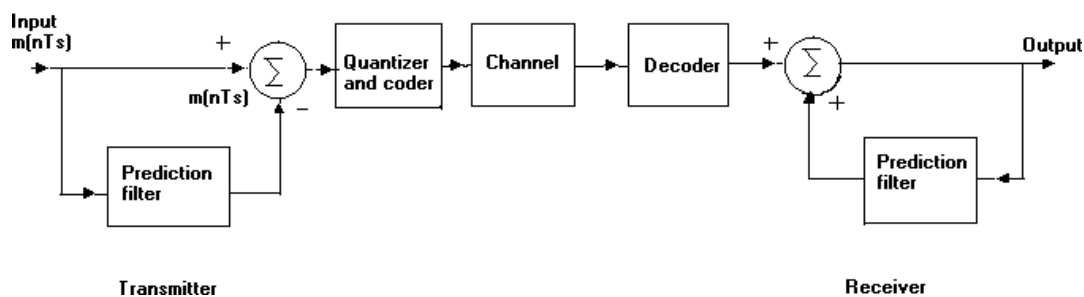 Input
m(nTs)
+
Σ
m(nTs)
−
Quantizer
and coder
Channel
Decoder
+
Σ
+
Output
Prediction
filter
Prediction
filter
Transmitter
Receiver